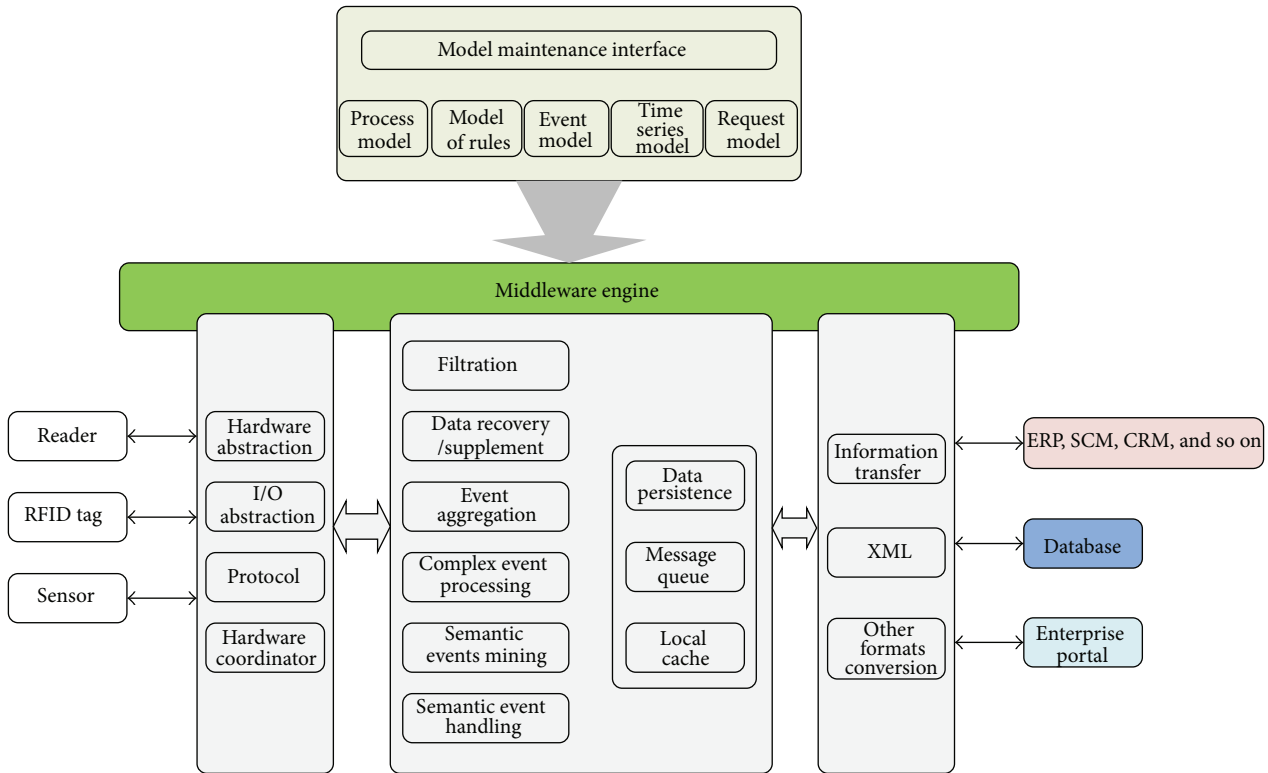 Model maintenance interface
Process
model
Model
of rules
Event
model
Time
series
model
Request
model
Middleware engine
Reader
RFID tag
Sensor
Hardware
abstraction
I/O
abstraction
Protocol
Hardware
coordinator
Filtration
Data recovery
/supplement
Event
aggregation
Complex event
processing
Semantic
events mining
Semantic event
handling
Data
persistence
Message
queue
Local
cache
Information
transfer
XML
Other
formats
conversion
ERP, SCM, CRM, and so on
Database
Enterprise
portal